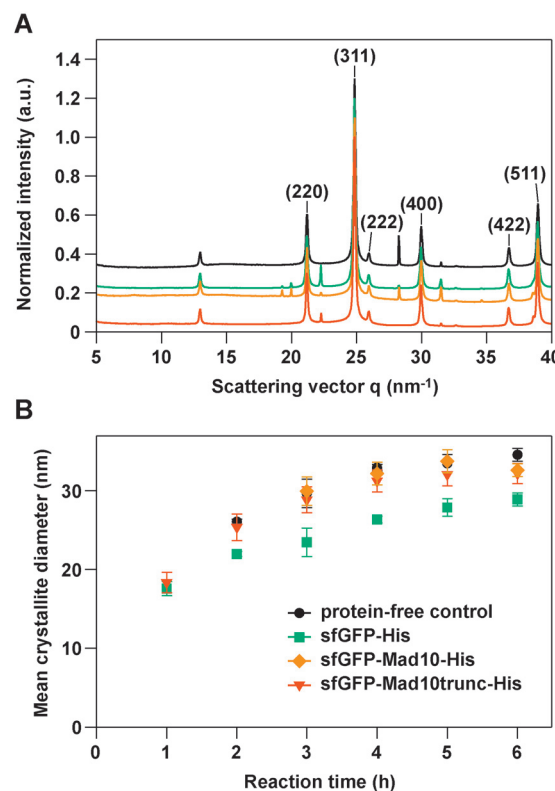 A
Normalized intensity (a.u.)
1.4
1.2
1.0
0.8
0.6
0.4
0.2
0
(220)
(311)
(222)
(400)
(422)
(511)
5 10 15 20 25 30 35 40
Scattering vector q (nm-1)
B
Mean crystallite diameter (nm)
30
20
10
0
protein-free control
sfGFP-His
sfGFP-Mad10-His
sfGFP-Mad10trunc-His
0 1 2 3 4 5 6
Reaction time (h)